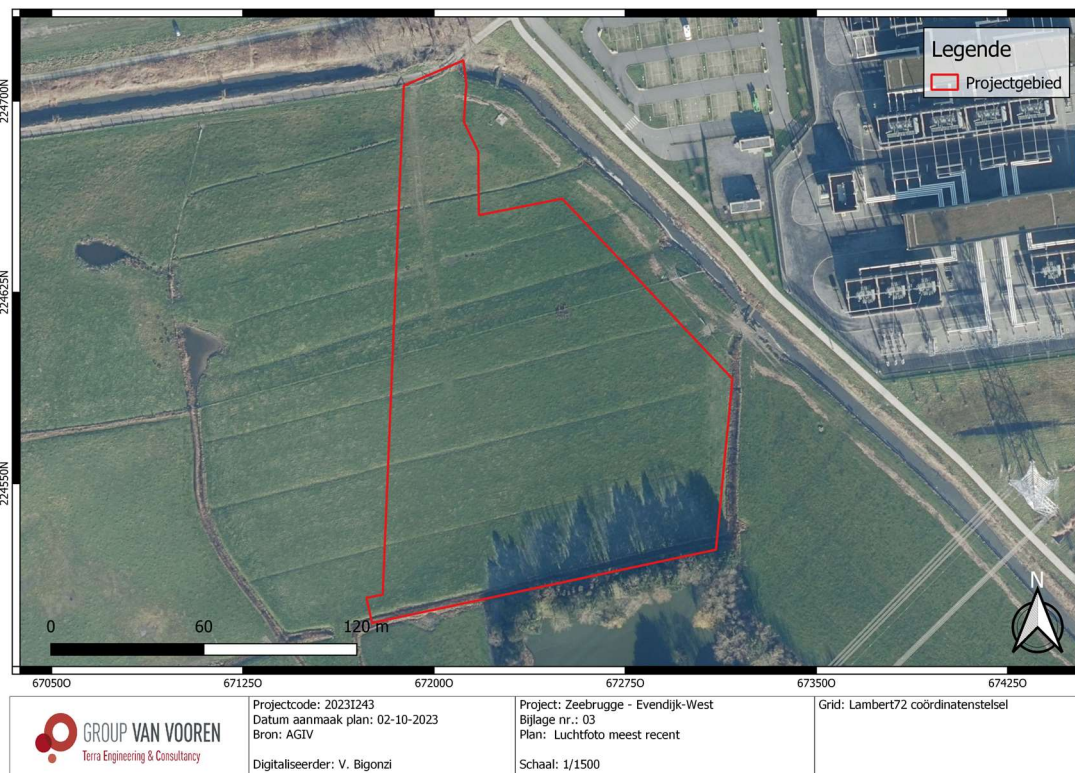 Legende
Projectgebied
224700N
224625N
224550N
N
0 60 120 m
67050O 67125O 67200O 67275O 67350O 67425O
GROUP VAN VOOREN
Terra Engineering & Consultancy
Projectcode: 2023I243
Datum aanmaak plan: 02-10-2023
Bron: AGIV
Digitaliseerder: V. Bigonzi
Project: Zeebrugge - Evendijk-West
Bijlage nr.: 03
Plan: Luchtfoto meest recent
Schaal: 1/1500
Grid: Lambert72 coördinatenstelsel